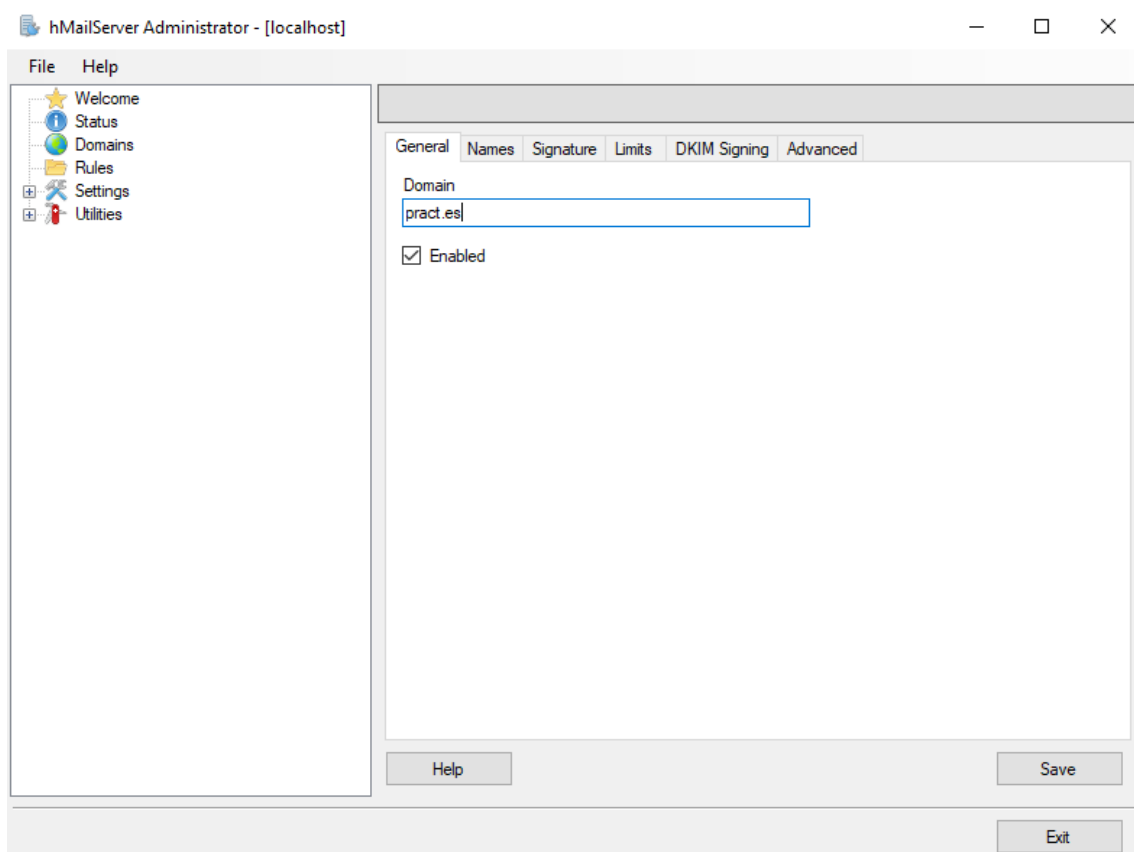 hMailServer Administrator - [localhost]
File Help
Welcome
Status
Domains
Rules
Settings
Utilities
General Names Signature Limits DKIM Signing Advanced
Domain
pract.es
Enabled
Help Save
Exit